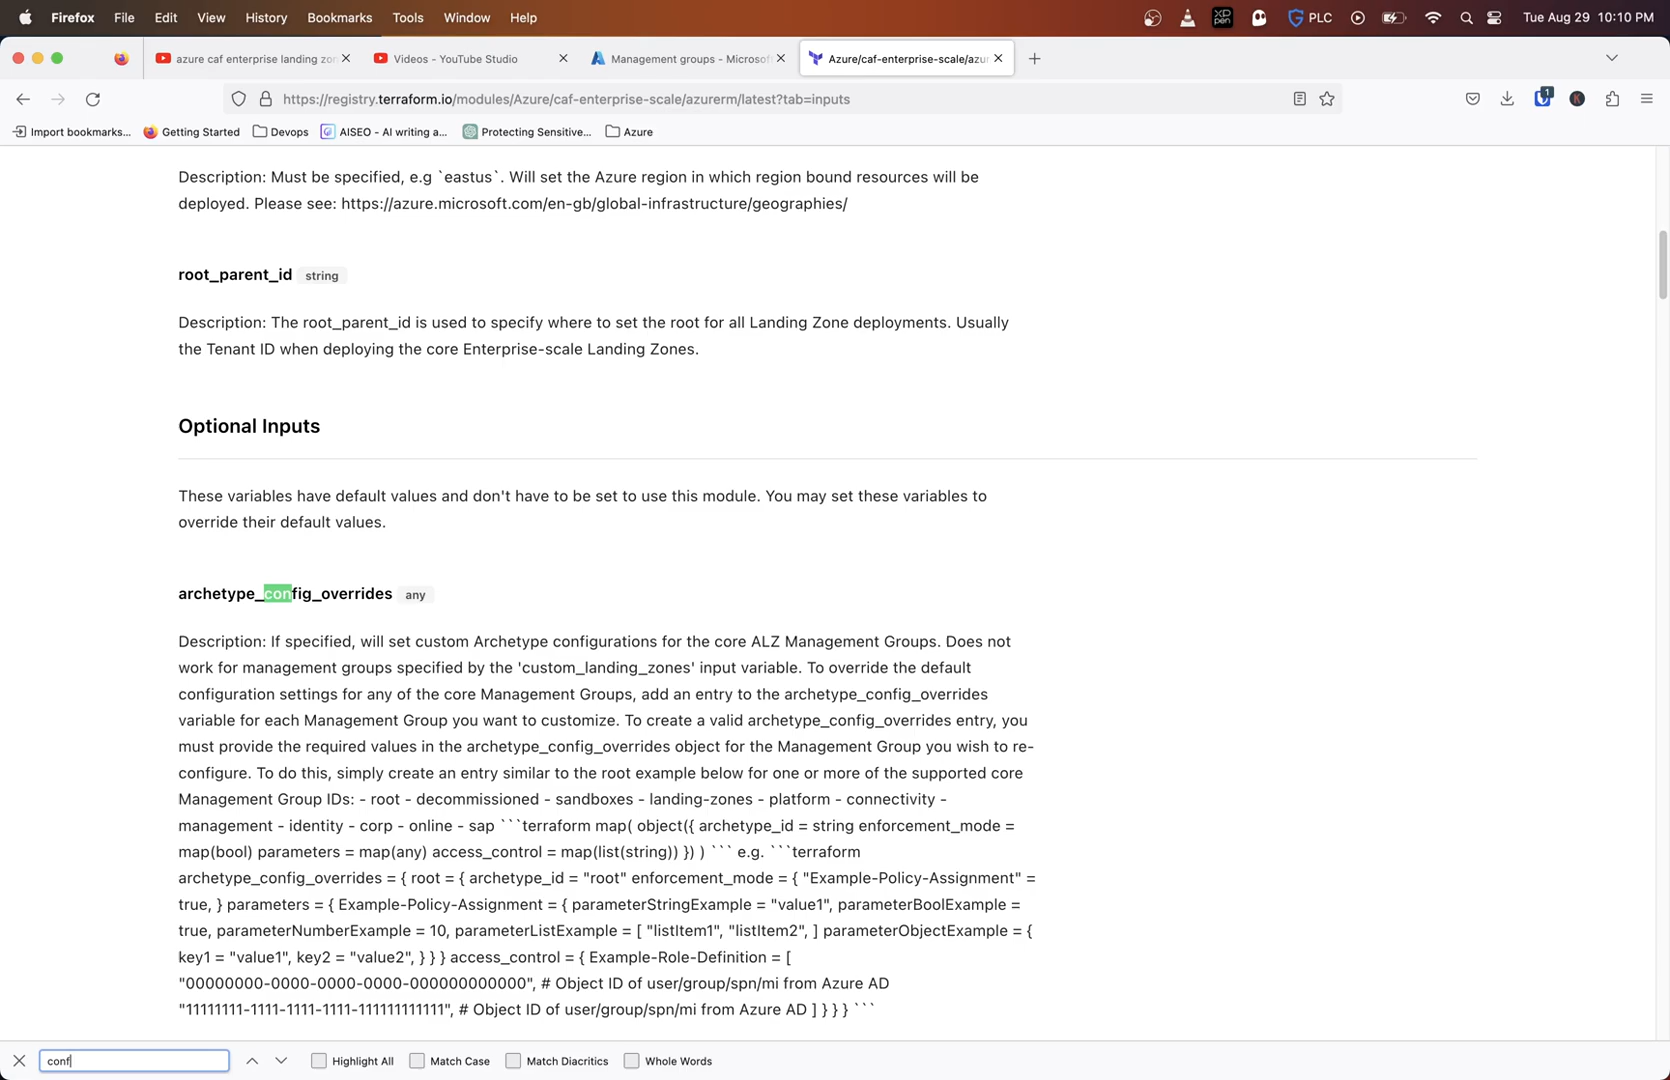 Firefox File Edit View History Bookmarks Tools Window Help
XP pen PLC Tue Aug 29 10:10 PM
azure caf enterprise landing zon Videos - YouTube Studio Management groups - Microsof Azure/caf-enterprise-scale/azur
https://registry.terraform.io/modules/Azure/caf-enterprise-scale/azurerm/latest?tab=inputs 1 K
Import bookmarks... Getting Started Devops AISEO - AI writing a... Protecting Sensitive... Azure
Description: Must be specified, e.g `eastus`. Will set the Azure region in which region bound resources will be
deployed. Please see: https://azure.microsoft.com/en-gb/global-infrastructure/geographies/
root_parent_id string
Description: The root_parent_id is used to specify where to set the root for all Landing Zone deployments. Usually
the Tenant ID when deploying the core Enterprise-scale Landing Zones.
Optional Inputs
These variables have default values and don't have to be set to use this module. You may set these variables to
override their default values.
archetype_config_overrides any
Description: If specified, will set custom Archetype configurations for the core ALZ Management Groups. Does not
work for management groups specified by the 'custom_landing_zones' input variable. To override the default
configuration settings for any of the core Management Groups, add an entry to the archetype_config_overrides
variable for each Management Group you want to customize. To create a valid archetype_config_overrides entry, you
must provide the required values in the archetype_config_overrides object for the Management Group you wish to re-
configure. To do this, simply create an entry similar to the root example below for one or more of the supported core
Management Group IDs: - root - decommissioned - sandboxes - landing-zones - platform - connectivity -
management - identity - corp - online - sap ```terraform map( object({ archetype_id = string enforcement_mode =
map(bool) parameters = map(any) access_control = map(list(string)) }) ) ``` e.g. ```terraform
archetype_config_overrides = { root = { archetype_id = "root" enforcement_mode = { "Example-Policy-Assignment" =
true, } parameters = { Example-Policy-Assignment = { parameterStringExample = "value1", parameterBoolExample =
true, parameterNumberExample = 10, parameterListExample = [ "listItem1", "listItem2", ] parameterObjectExample = {
key1 = "value1", key2 = "value2", } } } access_control = { Example-Role-Definition = [
"00000000-0000-0000-0000-000000000000", # Object ID of user/group/spn/mi from Azure AD
"11111111-1111-1111-1111-111111111111", # Object ID of user/group/spn/mi from Azure AD ] } } } ```
conf Highlight All Match Case Match Diacritics Whole Words